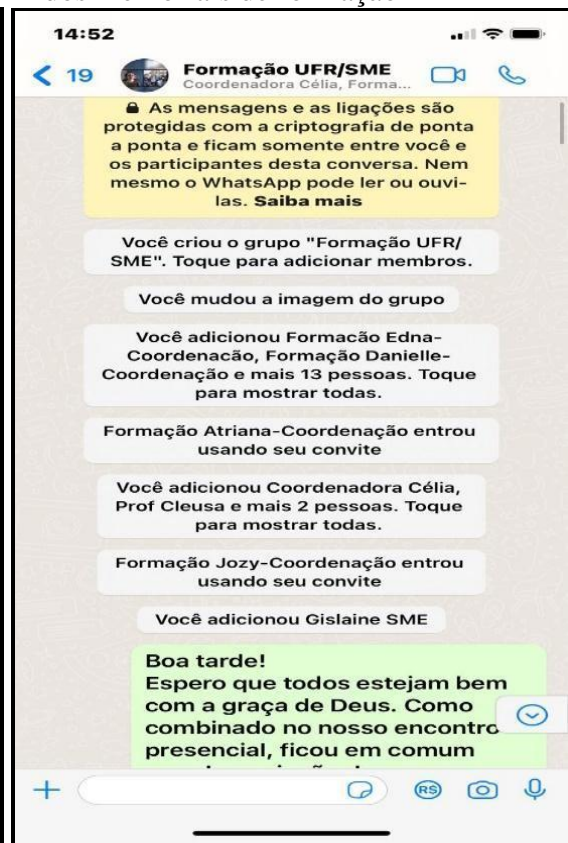 14:52
19
Formação UFR/SME
Coordenadora Célia, Forma...
As mensagens e as ligações são
protegidas com a criptografia de ponta
a ponta e ficam somente entre você e
os participantes desta conversa. Nem
mesmo o WhatsApp pode ler ou ouvi-
las. Saiba mais
Você criou o grupo "Formação UFR/
SME". Toque para adicionar membros.
Você mudou a imagem do grupo
Você adicionou Formacão Edna-
Coordenacão, Formação Danielle-
Coordenação e mais 13 pessoas. Toque
para mostrar todas.
Formação Atriana-Coordenação entrou
usando seu convite
Você adicionou Coordenadora Célia,
Prof Cleusa e mais 2 pessoas. Toque
para mostrar todas.
Formação Jozy-Coordenação entrou
usando seu convite
Você adicionou Gislaine SME
Boa tarde!
Espero que todos estejam bem
com a graça de Deus. Como
combinado no nosso encontro
presencial, ficou em comum
R$